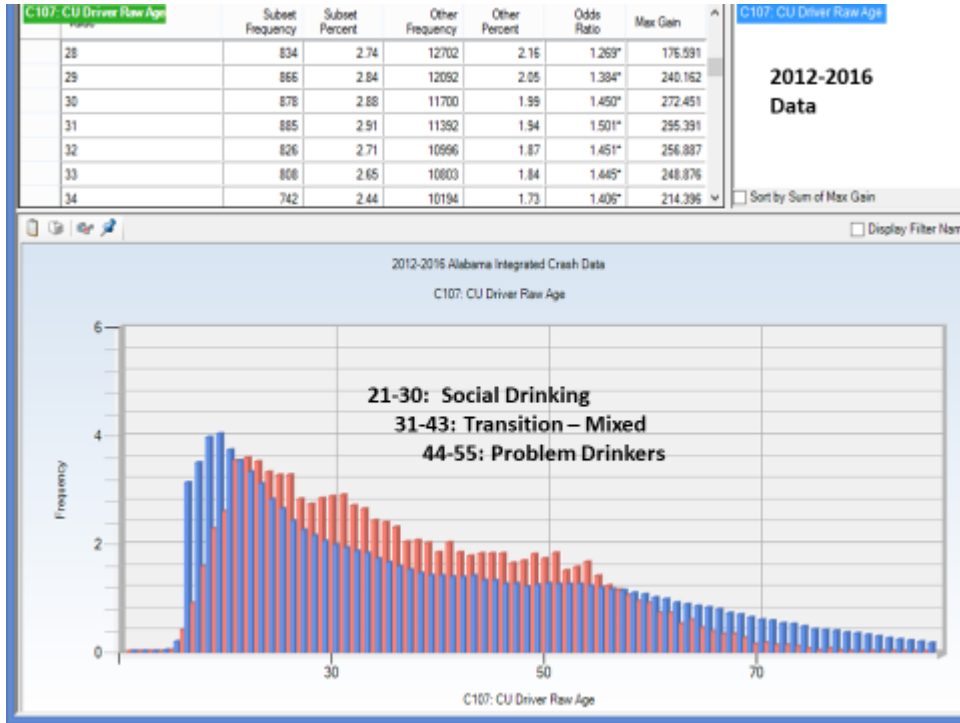 C107: CU Driver Raw Age
Subset Frequency Subset Percent Other Frequency Other Percent Odds Ratio Max Gain
28 834 2.74 12702 2.16 1.269* 176.591
29 866 2.84 12092 2.05 1.384* 240.162
30 878 2.88 11700 1.99 1.450* 272.451
31 885 2.91 11392 1.94 1.501* 295.391
32 826 2.71 10996 1.87 1.451* 256.887
33 808 2.65 10803 1.84 1.445* 248.876
34 742 2.44 10194 1.73 1.406* 214.396
C107: CU Driver Raw Age
2012-2016
Data
Sort by Sum of Max Gain
Display Filter Nam
2012-2016 Alabama Integrated Crash Data
C107: CU Driver Raw Age
21-30: Social Drinking
31-43: Transition – Mixed
44-55: Problem Drinkers
Frequency
6
4
2
0
30 50 70
C107: CU Driver Raw Age